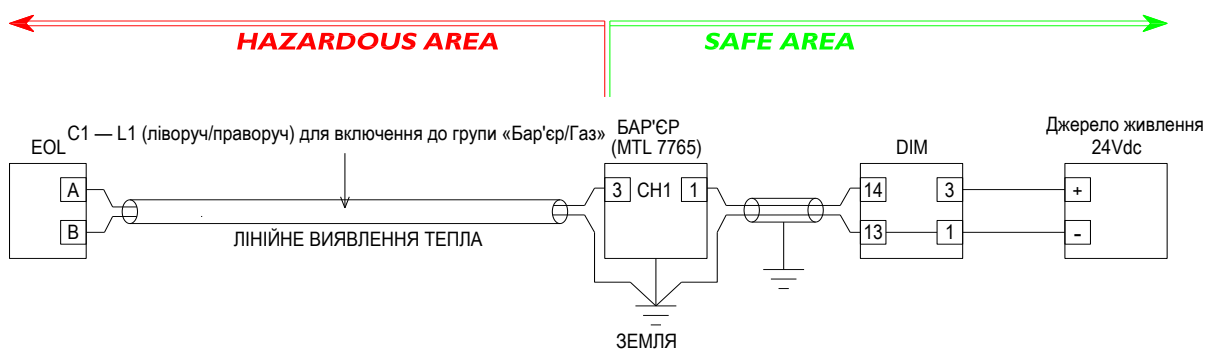 HAZARDOUS AREA
SAFE AREA
C1 — L1 (ліворуч/праворуч) для включення до групи «Бар'єр/Газ»
EOL
A
B
ЛІНІЙНЕ ВИЯВЛЕННЯ ТЕПЛА
БАР'ЄР
(MTL 7765)
3 CH1 1
ЗЕМЛЯ
DIM
14 3
13 1
Джерело живлення
24Vdc
+
-